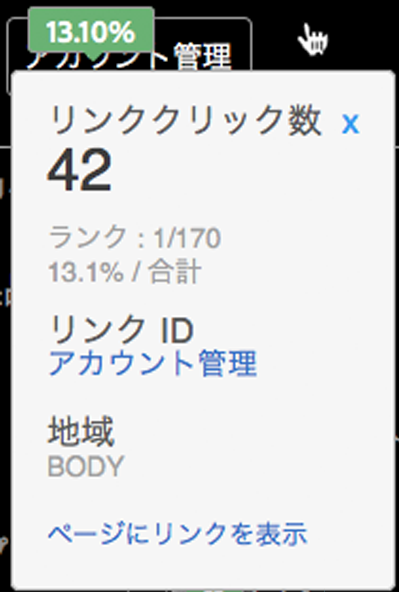 13.10%
アカウント管理
リンククリック数 x
42
ランク : 1/170
13.1% / 合計
リンク ID
アカウント管理
地域
BODY
ページにリンクを表示